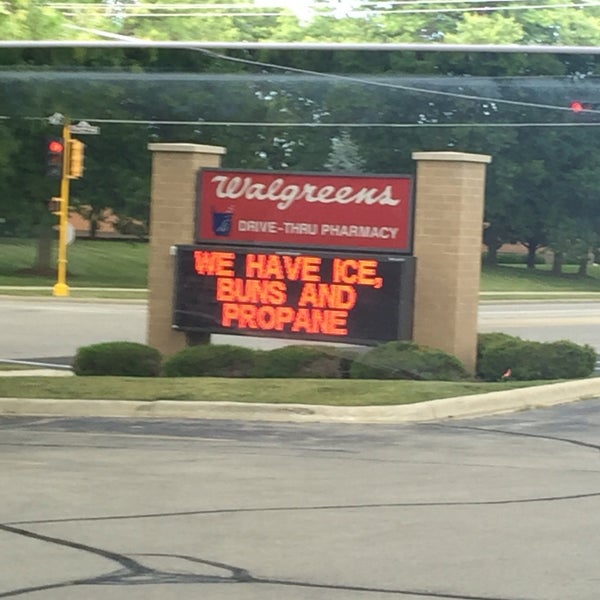 Walgreens
DRIVE-THRU PHARMACY
WE HAVE ICE,
BUNS AND
PROPANE